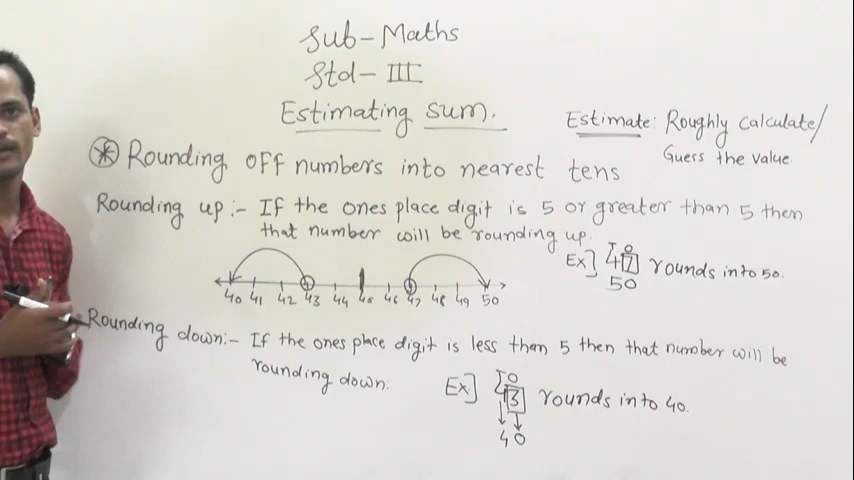 Sub-Maths
Std-III
Estimating sum.
Estimate: Roughly calculate/
Guess the value.
* Rounding off numbers into nearest tens
Rounding up:- If the ones place digit is 5 or greater than 5 then
that number will be rounding up.
Ex] T O
47 rounds into 50.
50
40 41 42 43 44 45 46 47 48 49 50
Rounding down:- If the ones place digit is less than 5 then that number will be
rounding down.
Ex] T O
43 rounds into 40.
40